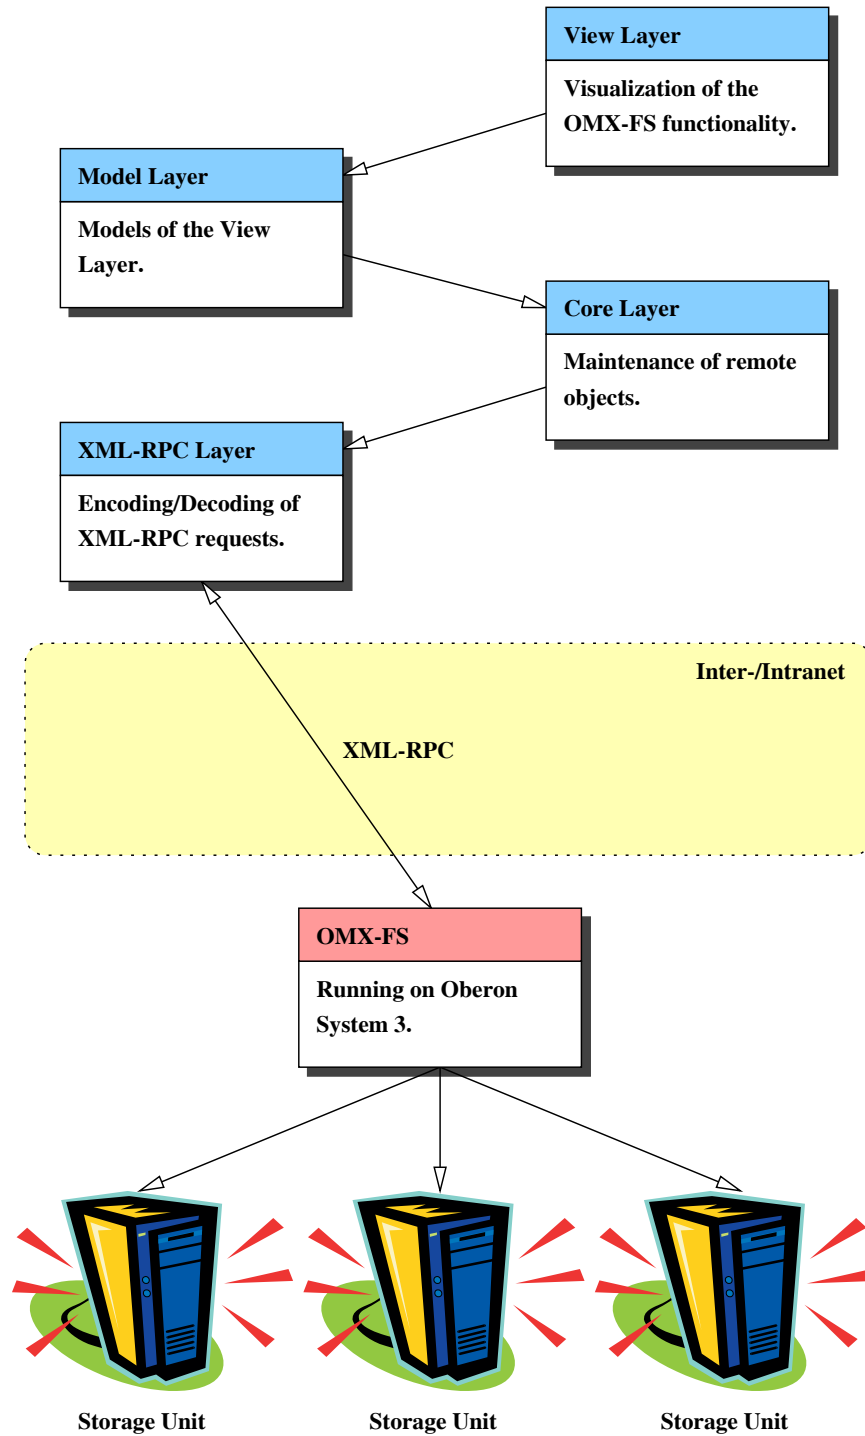 View Layer
Visualization of the
OMX-FS functionality.
Model Layer
Models of the View
Layer.
Core Layer
Maintenance of remote
objects.
XML-RPC Layer
Encoding/Decoding of
XML-RPC requests.
Inter-/Intranet
XML-RPC
OMX-FS
Running on Oberon
System 3.
Storage Unit
Storage Unit
Storage Unit